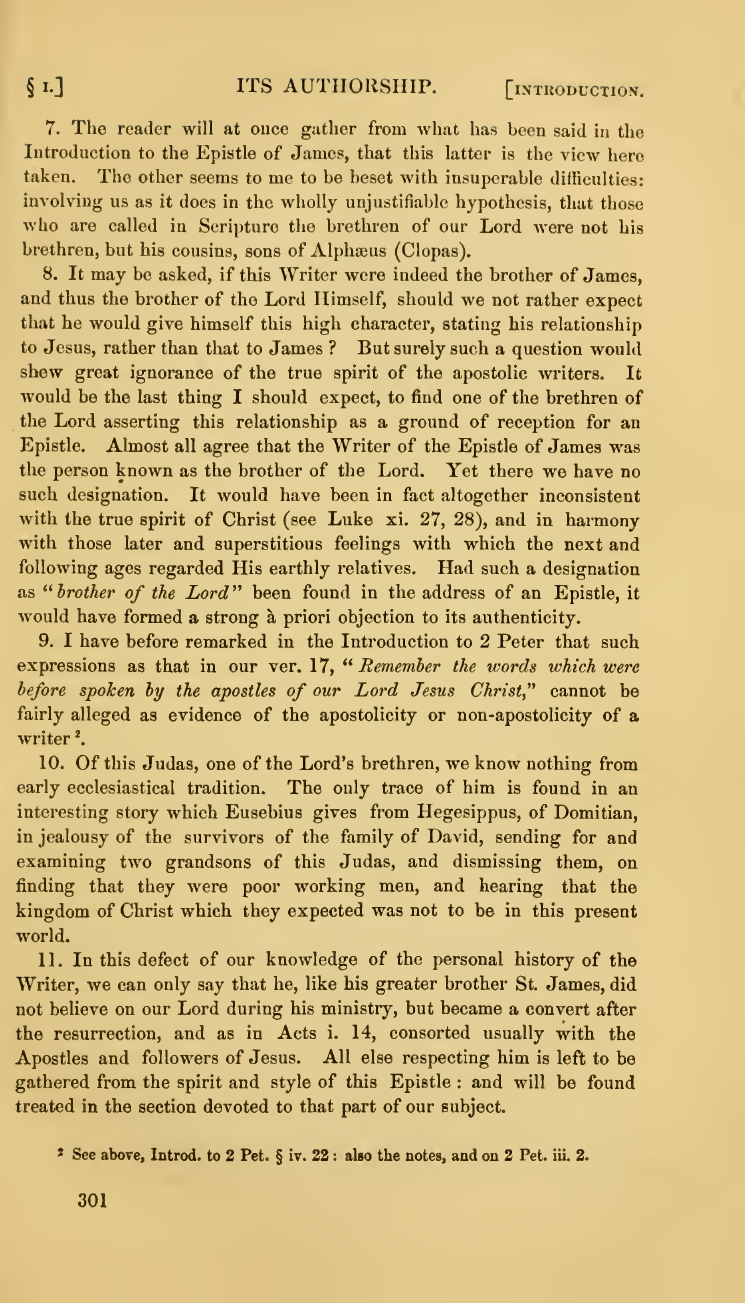 § I.] ITS AUTHORSHIP. [INTRODUCTION.
7. The reader will at once gather from what has been said in the
Introduction to the Epistle of James, that this latter is the view here
taken. The other seems to me to be beset with insuperable difficulties:
involving us as it does in the wholly unjustifiable hypothesis, that those
who are called in Scripture the brethren of our Lord were not his
brethren, but his cousins, sons of Alphæus (Clopas).
8. It may be asked, if this Writer were indeed the brother of James,
and thus the brother of the Lord Himself, should we not rather expect
that he would give himself this high character, stating his relationship
to Jesus, rather than that to James ? But surely such a question would
shew great ignorance of the true spirit of the apostolic writers. It
would be the last thing I should expect, to find one of the brethren of
the Lord asserting this relationship as a ground of reception for an
Epistle. Almost all agree that the Writer of the Epistle of James was
the person known as the brother of the Lord. Yet there we have no
such designation. It would have been in fact altogether inconsistent
with the true spirit of Christ (see Luke xi. 27, 28), and in harmony
with those later and superstitious feelings with which the next and
following ages regarded His earthly relatives. Had such a designation
as “brother of the Lord” been found in the address of an Epistle, it
would have formed a strong à priori objection to its authenticity.
9. I have before remarked in the Introduction to 2 Peter that such
expressions as that in our ver. 17, “ Remember the words which were
before spoken by the apostles of our Lord Jesus Christ,” cannot be
fairly alleged as evidence of the apostolicity or non-apostolicity of a
writer ².
10. Of this Judas, one of the Lord’s brethren, we know nothing from
early ecclesiastical tradition. The only trace of him is found in an
interesting story which Eusebius gives from Hegesippus, of Domitian,
in jealousy of the survivors of the family of David, sending for and
examining two grandsons of this Judas, and dismissing them, on
finding that they were poor working men, and hearing that the
kingdom of Christ which they expected was not to be in this present
world.
11. In this defect of our knowledge of the personal history of the
Writer, we can only say that he, like his greater brother St. James, did
not believe on our Lord during his ministry, but became a convert after
the resurrection, and as in Acts i. 14, consorted usually with the
Apostles and followers of Jesus. All else respecting him is left to be
gathered from the spirit and style of this Epistle : and will be found
treated in the section devoted to that part of our subject.
² See above, Introd. to 2 Pet. § iv. 22 : also the notes, and on 2 Pet. iii. 2.
301